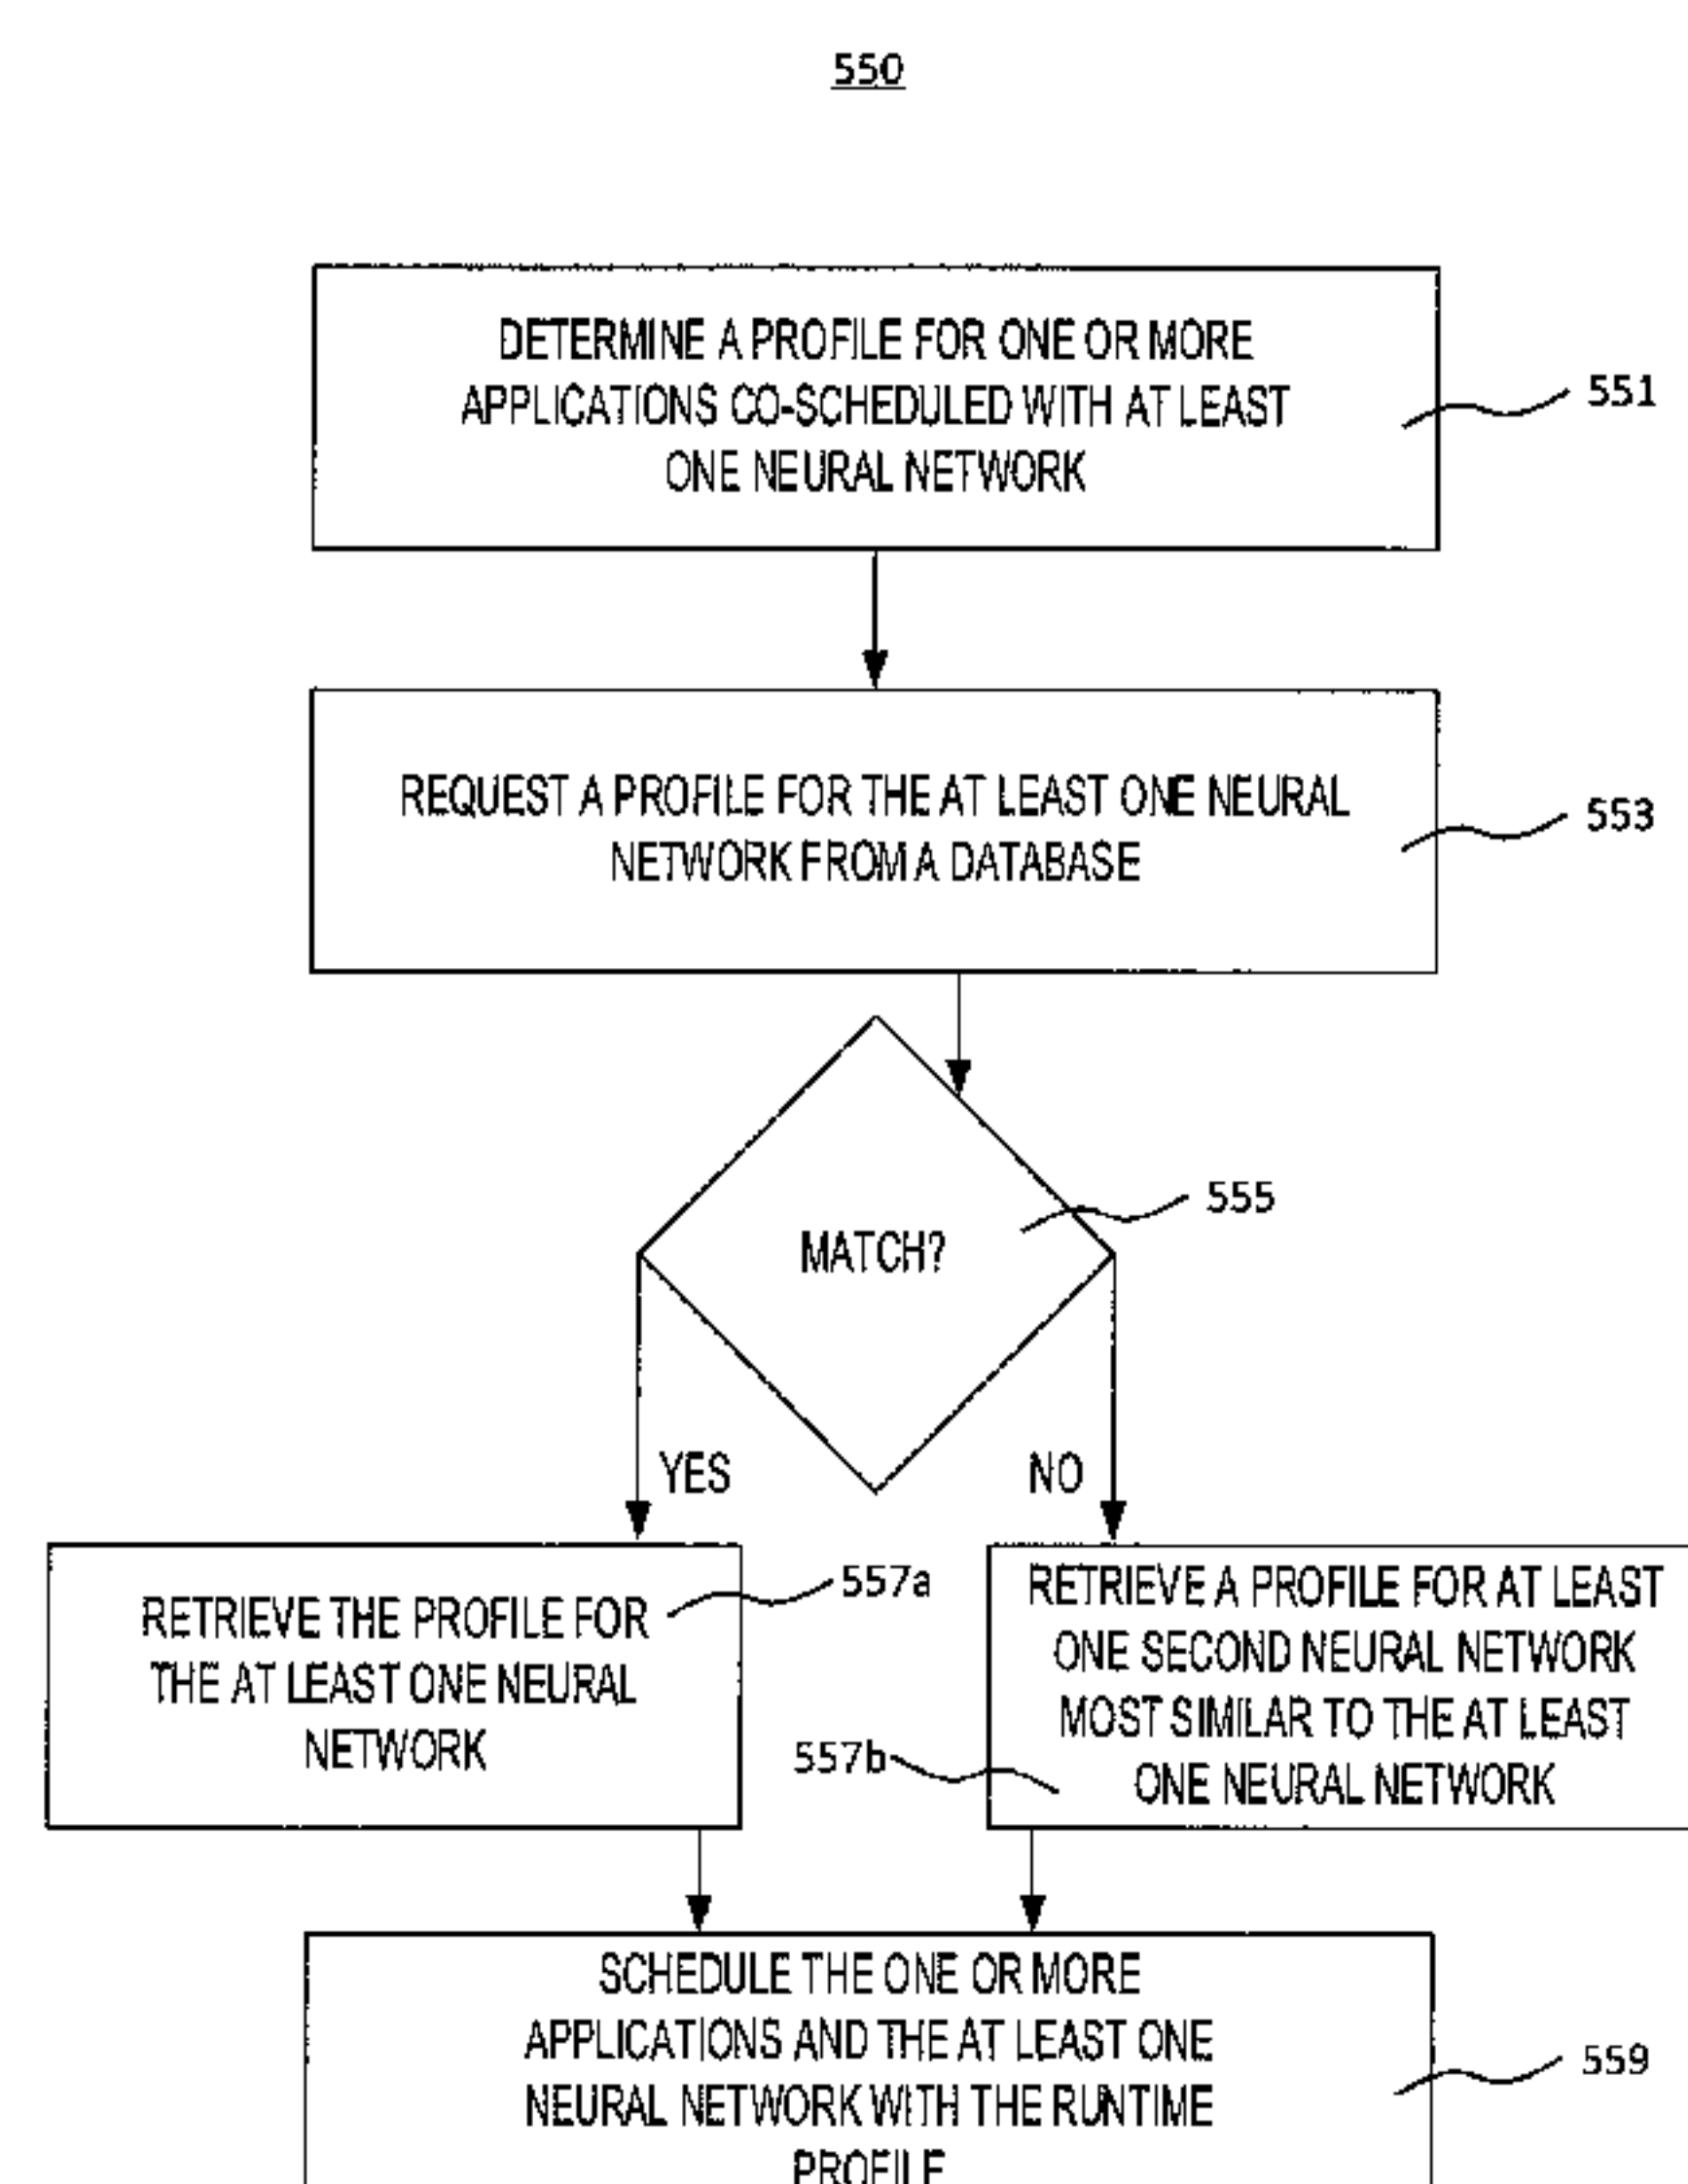 550
DETERMINE A PROFILE FOR ONE OR MORE
APPLICATIONS CO-SCHEDULED WITH AT LEAST
ONE NEURAL NETWORK
551
REQUEST A PROFILE FOR THE AT LEAST ONE NEURAL
NETWORK FROM A DATABASE
553
MATCH?
555
YES
NO
RETRIEVE THE PROFILE FOR
THE AT LEAST ONE NEURAL
NETWORK
557a
RETRIEVE A PROFILE FOR AT LEAST
ONE SECOND NEURAL NETWORK
MOST SIMILAR TO THE AT LEAST
ONE NEURAL NETWORK
557b
SCHEDULE THE ONE OR MORE
APPLICATIONS AND THE AT LEAST ONE
NEURAL NETWORK WITH THE RUNTIME
PROFILE
559